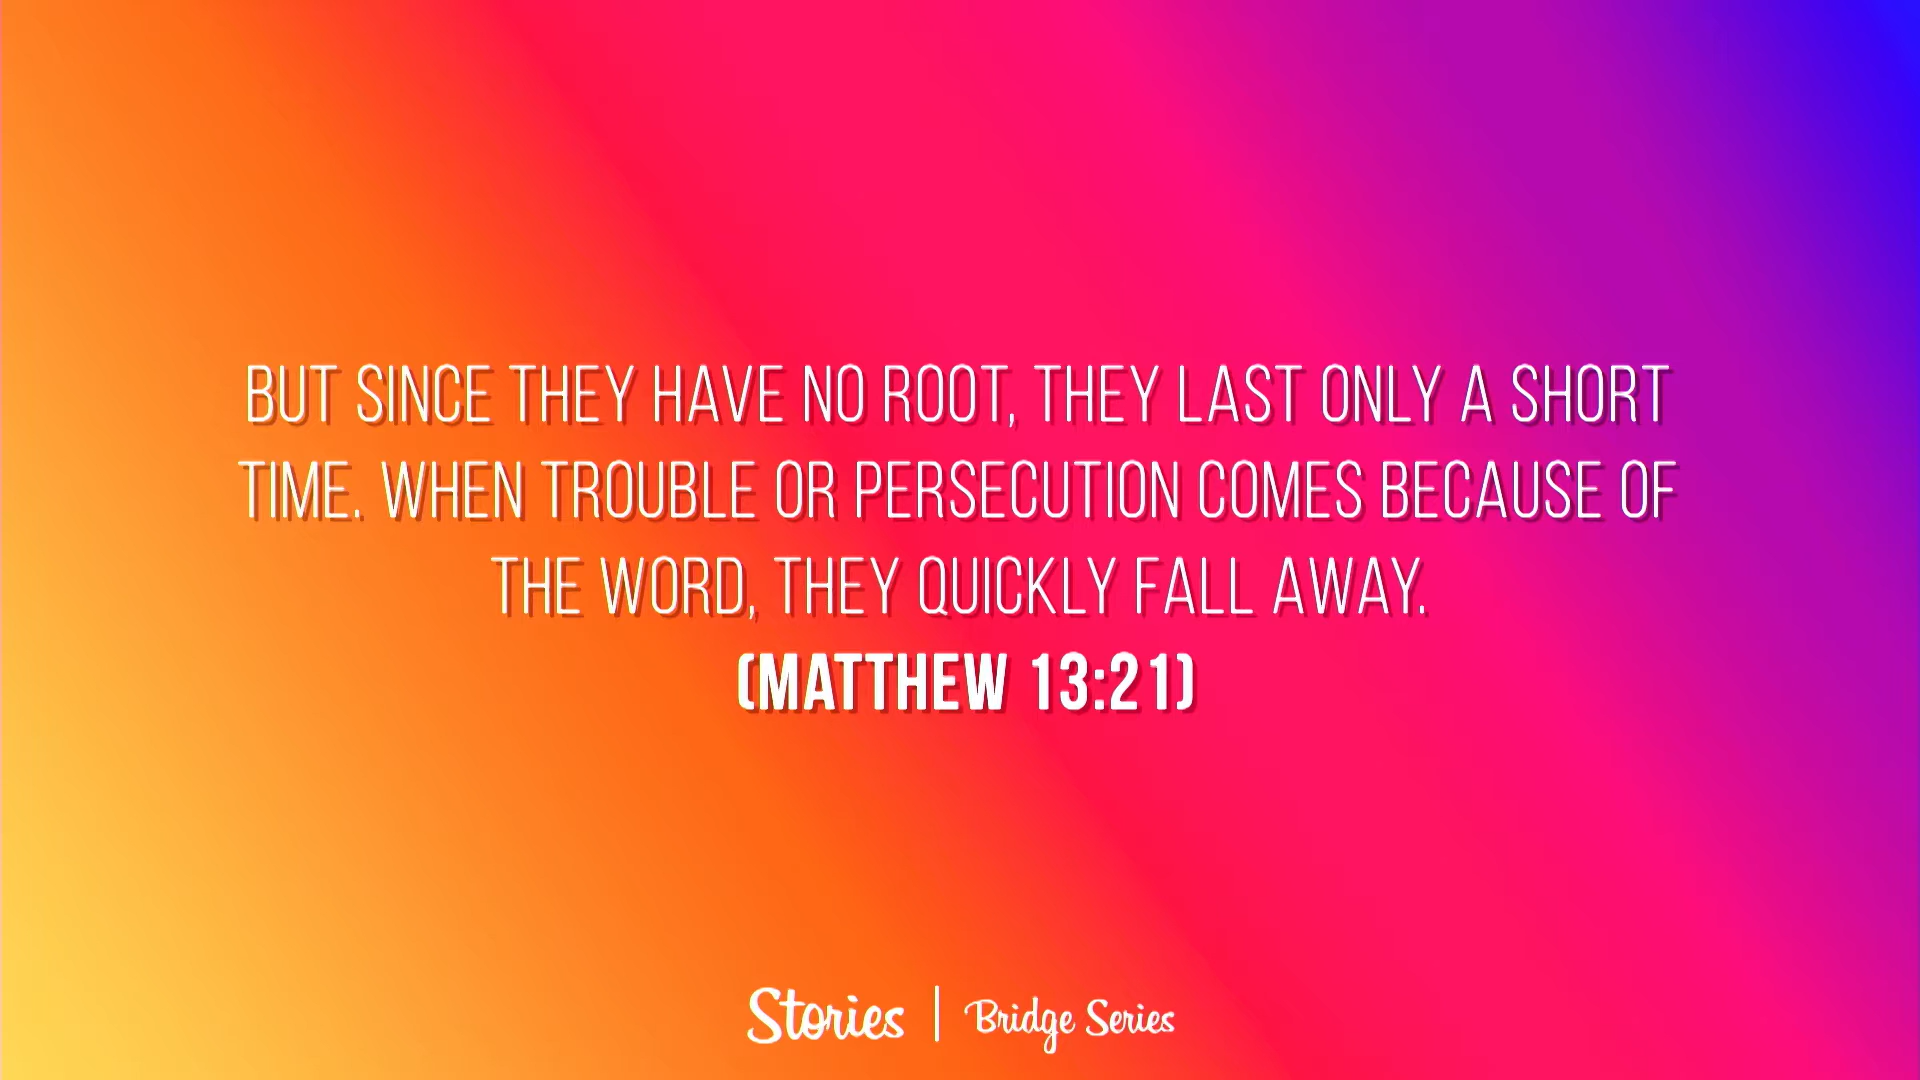 BUT SINCE THEY HAVE NO ROOT, THEY LAST ONLY A SHORT
TIME. WHEN TROUBLE OR PERSECUTION COMES BECAUSE OF
THE WORD, THEY QUICKLY FALL AWAY.
(MATTHEW 13:21)
Stories | Bridge Series